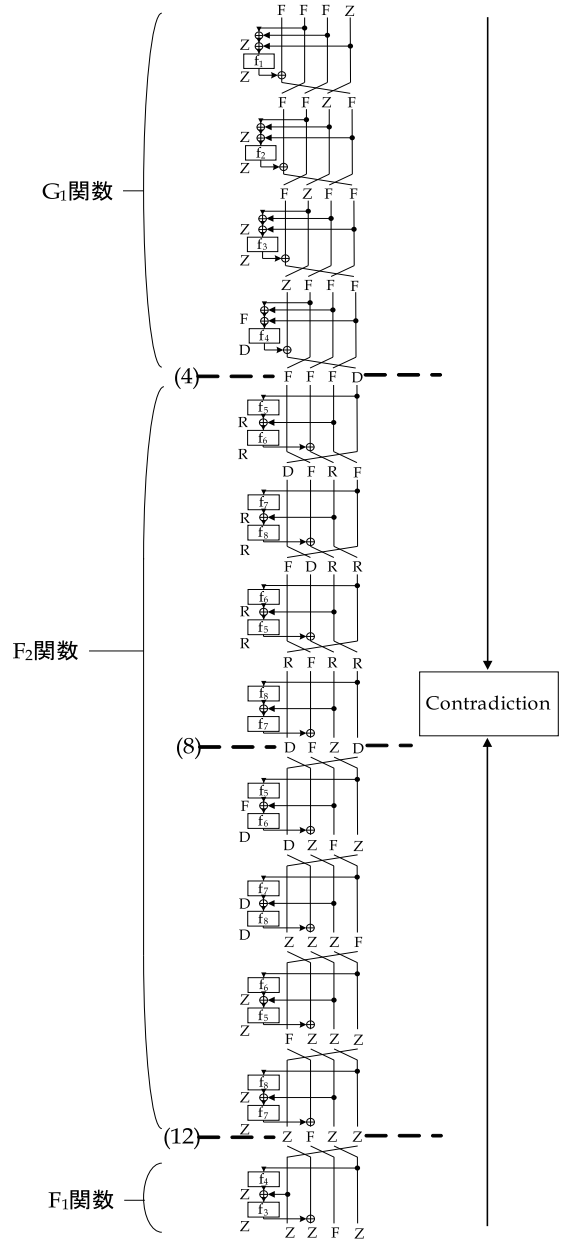 F F F Z
Z
f₁
Z
F F Z F
Z
f₂
Z
G₁関数
F Z F F
Z
f₃
Z
Z F F F
F
f₄
D
(4)
F F F D
f₅
R
f₆
R
D F R F
f₇
R
f₈
R
F D R R
f₆
R
f₅
R
F₂関数
R F R R
f₈
f₇
Contradiction
(8)
D F Z D
f₅
F
f₆
D
D Z F Z
f₇
D
f₈
D
Z Z Z F
f₆
Z
f₅
Z
F Z Z Z
f₈
Z
f₇
Z
(12)
Z F Z Z
f₄
Z
f₃
Z
F₁関数
Z Z F Z